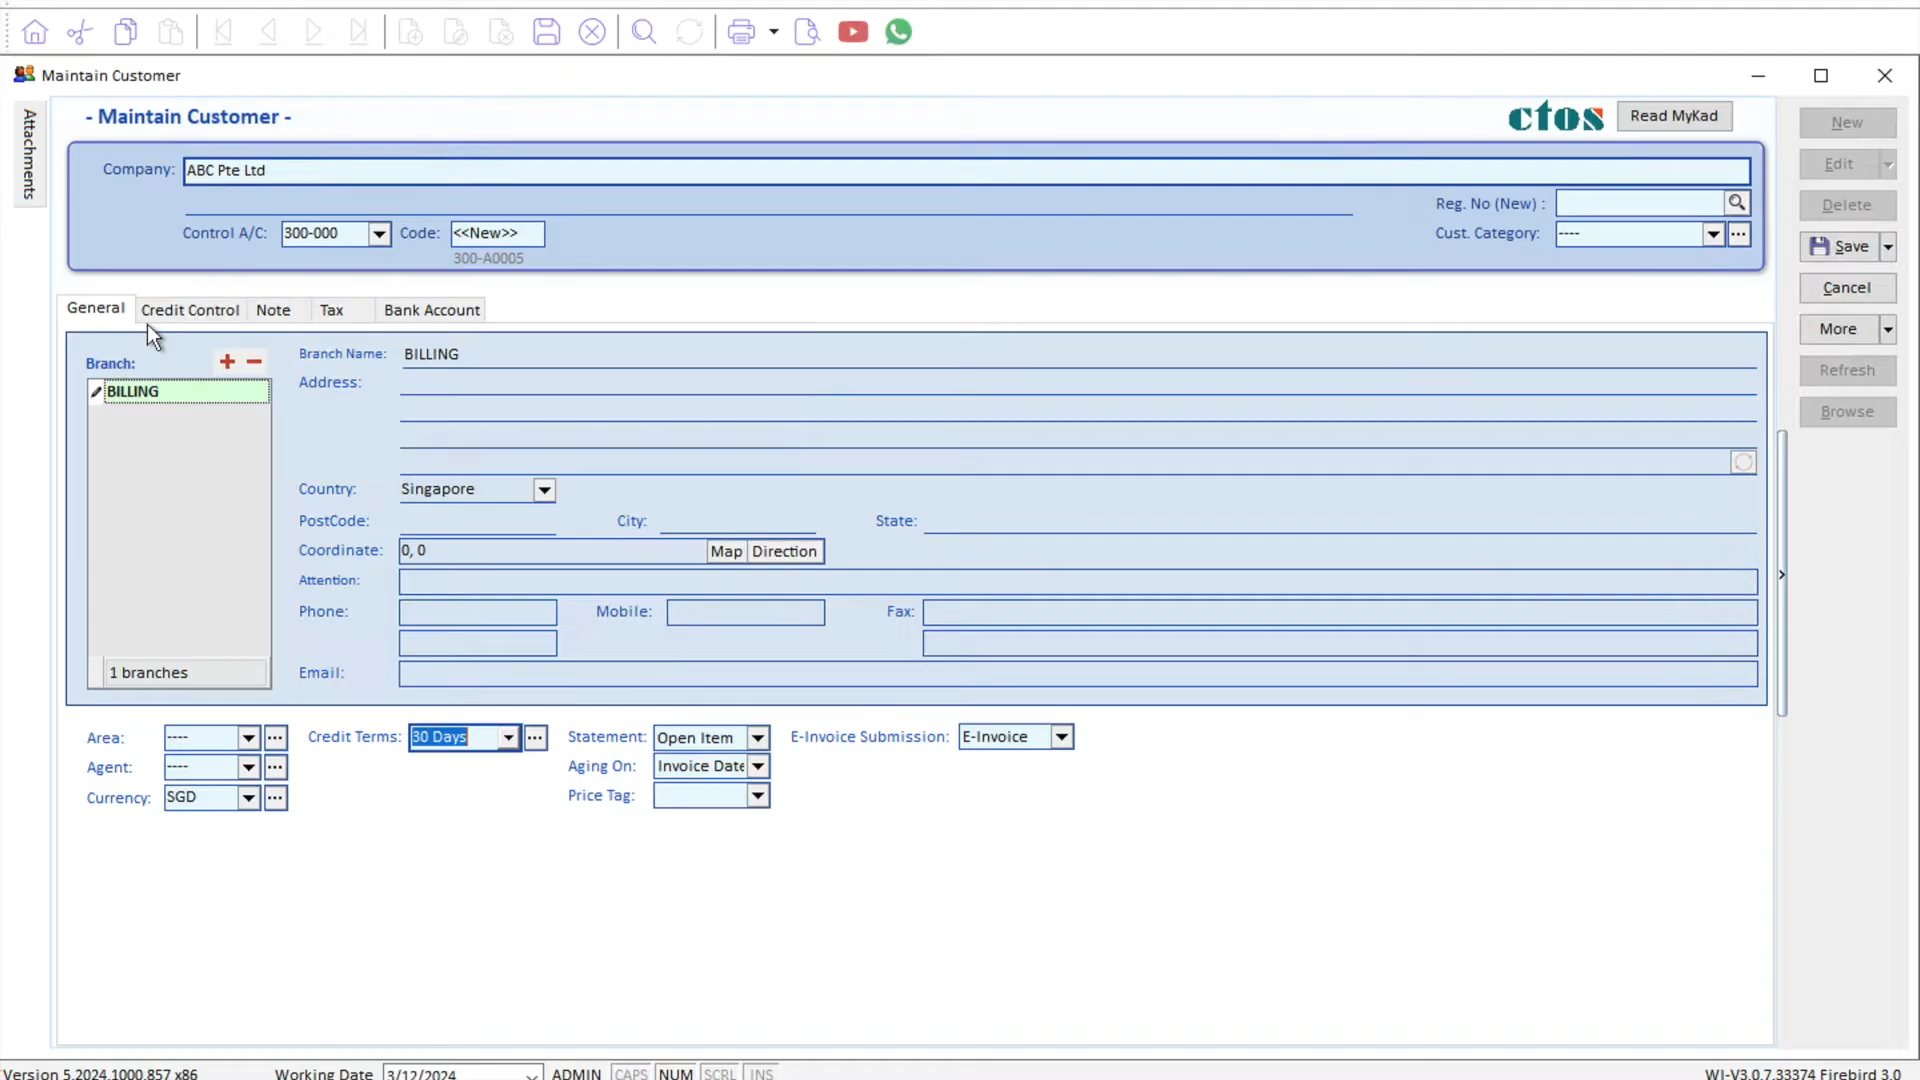 Maintain Customer
Attachments
- Maintain Customer -
ctos
Read MyKad
New
Company: ABC Pte Ltd
Edit
Reg. No (New) :
Delete
Control A/C: 300-000 Code: <<New>>
Cust. Category: ----
Save
300-A0005
Cancel
General Credit Control Note Tax Bank Account
More
Branch:
Branch Name: BILLING
Refresh
BILLING
Address:
Browse
Country: Singapore
PostCode: City: State:
Coordinate: 0, 0 Map Direction
Attention:
Phone: Mobile: Fax:
1 branches
Email:
Area: ---- Credit Terms: 30 Days Statement: Open Item E-Invoice Submission: E-Invoice
Agent: ---- Aging On: Invoice Date
Currency: SGD Price Tag:
Version 5.2024.1000.857 x86 Working Date 3/12/2024 ADMIN CAPS NUM SCRL INS WI-V3.0.7.33374 Firebird 3.0